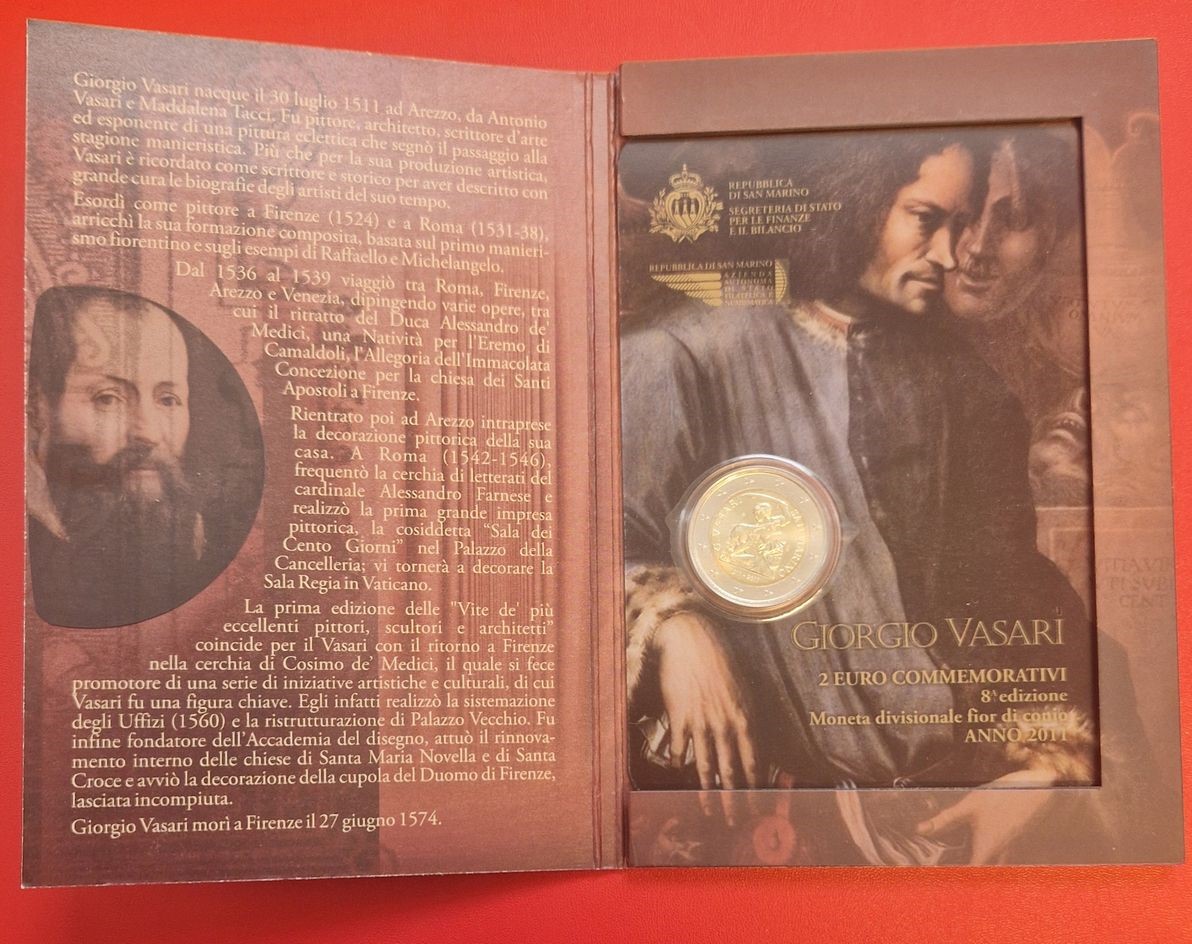 Giorgio Vasari nacque il 30 luglio 1511 ad Arezzo, da Antonio
Vasari e Maddalena Tacci. Fu pittore, architetto, scrittore d'arte
ed esponente di una pittura eclettica che segnò il passaggio alla
stagione manieristica. Più che per la sua produzione artistica,
Vasari è ricordato come scrittore e storico per aver descritto con
grande cura le biografie degli artisti del suo tempo.
Esordì come pittore a Firenze (1524) e a Roma (1531-38),
arricchì la sua formazione composita, basata sul primo manieri-
smo fiorentino e sugli esempi di Raffaello e Michelangelo.
Dal 1536 al 1539 viaggiò tra Roma, Firenze,
Arezzo e Venezia, dipingendo varie opere, tra
cui il ritratto del Duca Alessandro de'
Medici, una Natività per l'Eremo di
Camaldoli, l'Allegoria dell'Immacolata
Concezione per la chiesa dei Santi
Apostoli a Firenze.
Rientrato poi ad Arezzo intraprese
la decorazione pittorica della sua
casa. A Roma (1542-1546),
frequentò la cerchia di letterati del
cardinale Alessandro Farnese e
realizzò la prima grande impresa
pittorica, la cosiddetta “Sala dei
Cento Giorni” nel Palazzo della
Cancelleria; vi tornerà a decorare la
Sala Regia in Vaticano.
La prima edizione delle "Vite de' più
eccellenti pittori, scultori e architetti”
coincide per il Vasari con il ritorno a Firenze
nella cerchia di Cosimo de' Medici, il quale si fece
promotore di una serie di iniziative artistiche e culturali, di cui
Vasari fu una figura chiave. Egli infatti realizzò la sistemazione
degli Uffizi (1560) e la ristrutturazione di Palazzo Vecchio. Fu
infine fondatore dell'Accademia del disegno, attuò il rinnova-
mento interno delle chiese di Santa Maria Novella e di Santa
Croce e avviò la decorazione della cupola del Duomo di Firenze,
lasciata incompiuta.
Giorgio Vasari morì a Firenze il 27 giugno 1574.
REPUBBLICA
DI SAN MARINO
SEGRETERIA DI STATO
PER LE FINANZE
E IL BILANCIO
REPUBBLICA DI SAN MARINO
AZIENDA
AUTONOMA
DI STATO
FILATELICA E
NUMISMATICA
G. VASARI SAN MARINO
GIORGIO VASARI
2 EURO COMMEMORATIVI
8ᴬ edizione
Moneta divisionale fior di conio
ANNO 2011